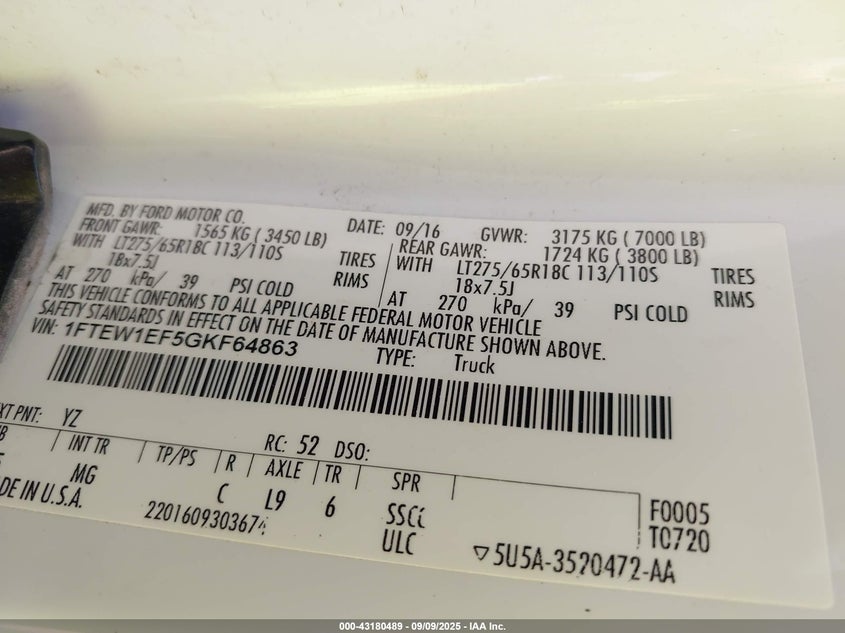 MFD. BY FORD MOTOR CO.
DATE: 09/16 GVWR: 3175 KG ( 7000 LB)
FRONT GAWR: 1565 KG ( 3450 LB) REAR GAWR: 1724 KG ( 3800 LB)
WITH LT275/65R18C 113/110S TIRES WITH LT275/65R18C 113/110S TIRES
18x7.5J RIMS 18x7.5J RIMS
AT 270 kPa/ 39 PSI COLD AT 270 kPa/ 39 PSI COLD
THIS VEHICLE CONFORMS TO ALL APPLICABLE FEDERAL MOTOR VEHICLE
SAFETY STANDARDS IN EFFECT ON THE DATE OF MANUFACTURE SHOWN ABOVE.
VIN: 1FTEW1EF5GKF64863 TYPE: Truck
PNT: YZ RC: 52 DSO:
INT TR TP/PS R AXLE TR SPR
MG C L9 6 SSC
IN U.S.A. 220160930367 ULC
F0005
T0720
5U5A-3520472-AA
000-43180489 - 09/09/2025 - IAA Inc.